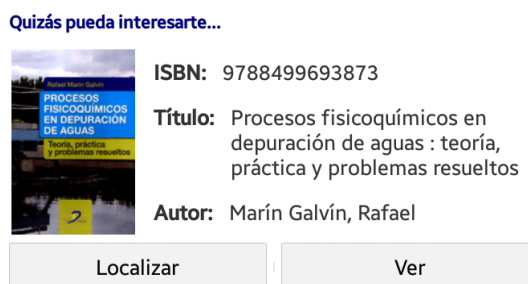 Quizás pueda interesarte...
Rafael Marín Galvín
PROCESOS
FISICOQUÍMICOS
EN DEPURACIÓN
DE AGUAS
Teoría, práctica
y problemas resueltos
ISBN: 9788499693873
Título: Procesos fisicoquímicos en
depuración de aguas : teoría,
práctica y problemas resueltos
Autor: Marín Galvín, Rafael
Localizar
Ver